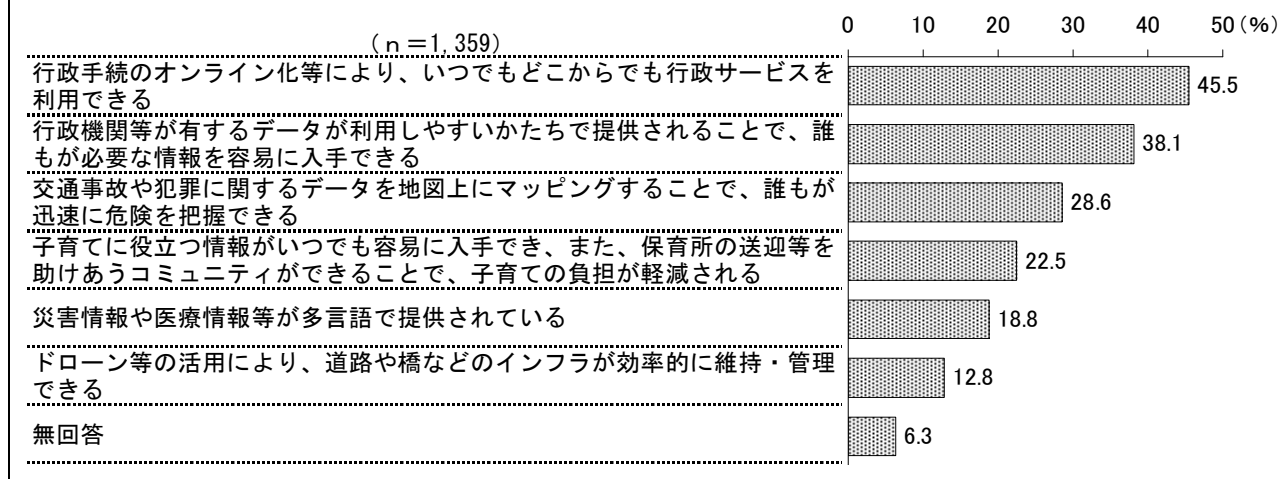 0 10 20 30 40 50(%)
(n=1,359)
行政手続のオンライン化等により、いつでもどこからでも行政サービスを
利用できる
45.5
行政機関等が有するデータが利用しやすいかたちで提供されることで、誰
もが必要な情報を容易に入手できる
38.1
交通事故や犯罪に関するデータを地図上にマッピングすることで、誰もが
迅速に危険を把握できる
28.6
子育てに役立つ情報がいつでも容易に入手でき、また、保育所の送迎等を
助けあうコミュニティができることで、子育ての負担が軽減される
22.5
災害情報や医療情報等が多言語で提供されている
18.8
ドローン等の活用により、道路や橋などのインフラが効率的に維持・管理
できる
12.8
無回答
6.3